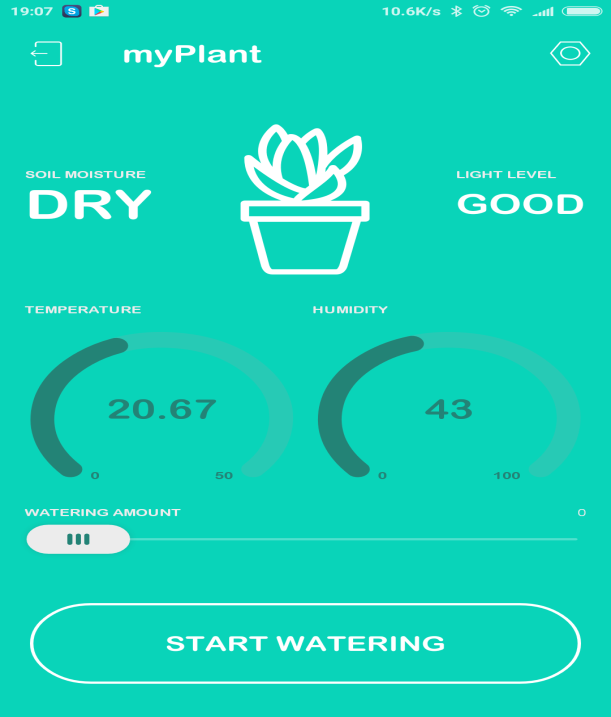 19:07 S 10.6K/s
myPlant
SOIL MOISTURE
DRY
LIGHT LEVEL
GOOD
TEMPERATURE
20.67
0 50
HUMIDITY
43
0 100
WATERING AMOUNT 0
START WATERING